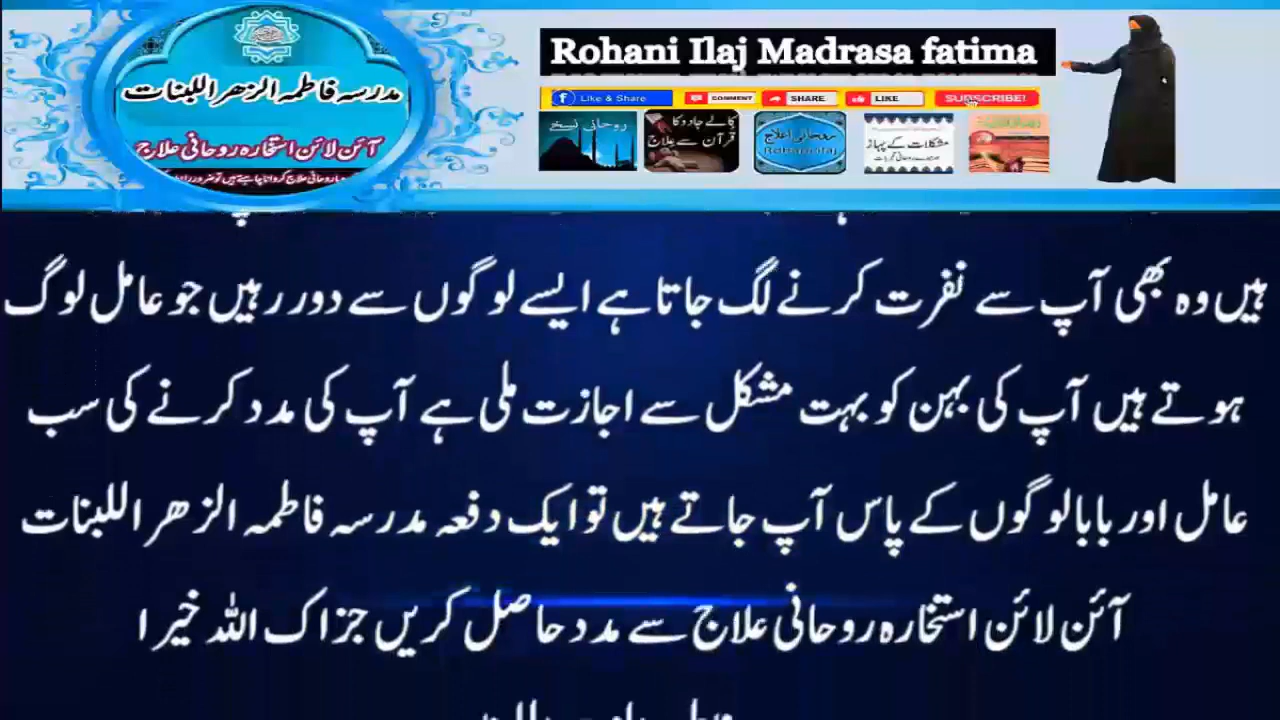 مدرسہ فاطمہ الزھرا للبنات
آئن لائن استخارہ روحانی علاج
Rohani Ilaj Madrasa fatima
Like & Share
COMMENT
SHARE
LIKE
SUBSCRIBE!
روحانی نسخے
کالے جادو کا
قرآن سے علاج
روحانی علاج
Rohani ilaj
مشکلات کے پہاڑ
ہیں وہ بھی آپ سے نفرت کرنے لگ جاتا ہے ایسے لوگوں سے دور رہیں جو عامل لوگ
ہوتے ہیں آپ کی بہن کو بہت مشکل سے اجازت ملی ہے آپ کی مدد کرنے کی سب
عامل اور بابا لوگوں کے پاس آپ جاتے ہیں تو ایک دفعہ مدرسہ فاطمہ الزھرا للبنات
آئن لائن استخارہ روحانی علاج سے مدد حاصل کریں جزاک اللہ خیرا